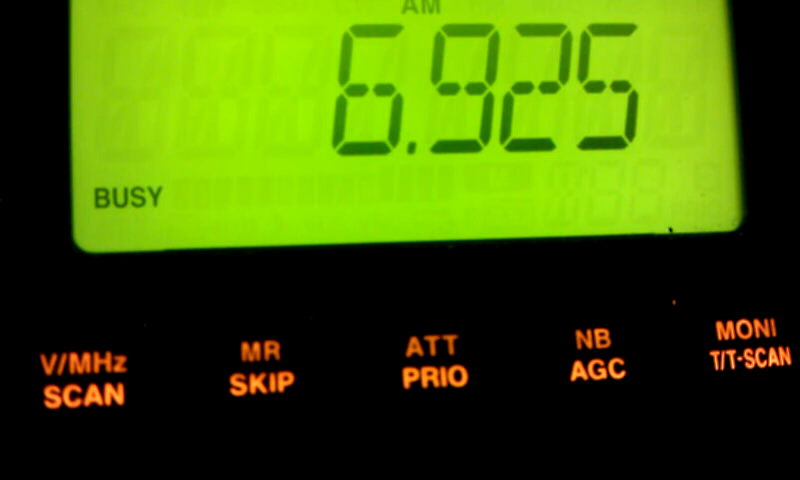 AM
6.925
BUSY
V/MHz MR ATT NB MONI
SCAN SKIP PRIO AGC T/T-SCAN